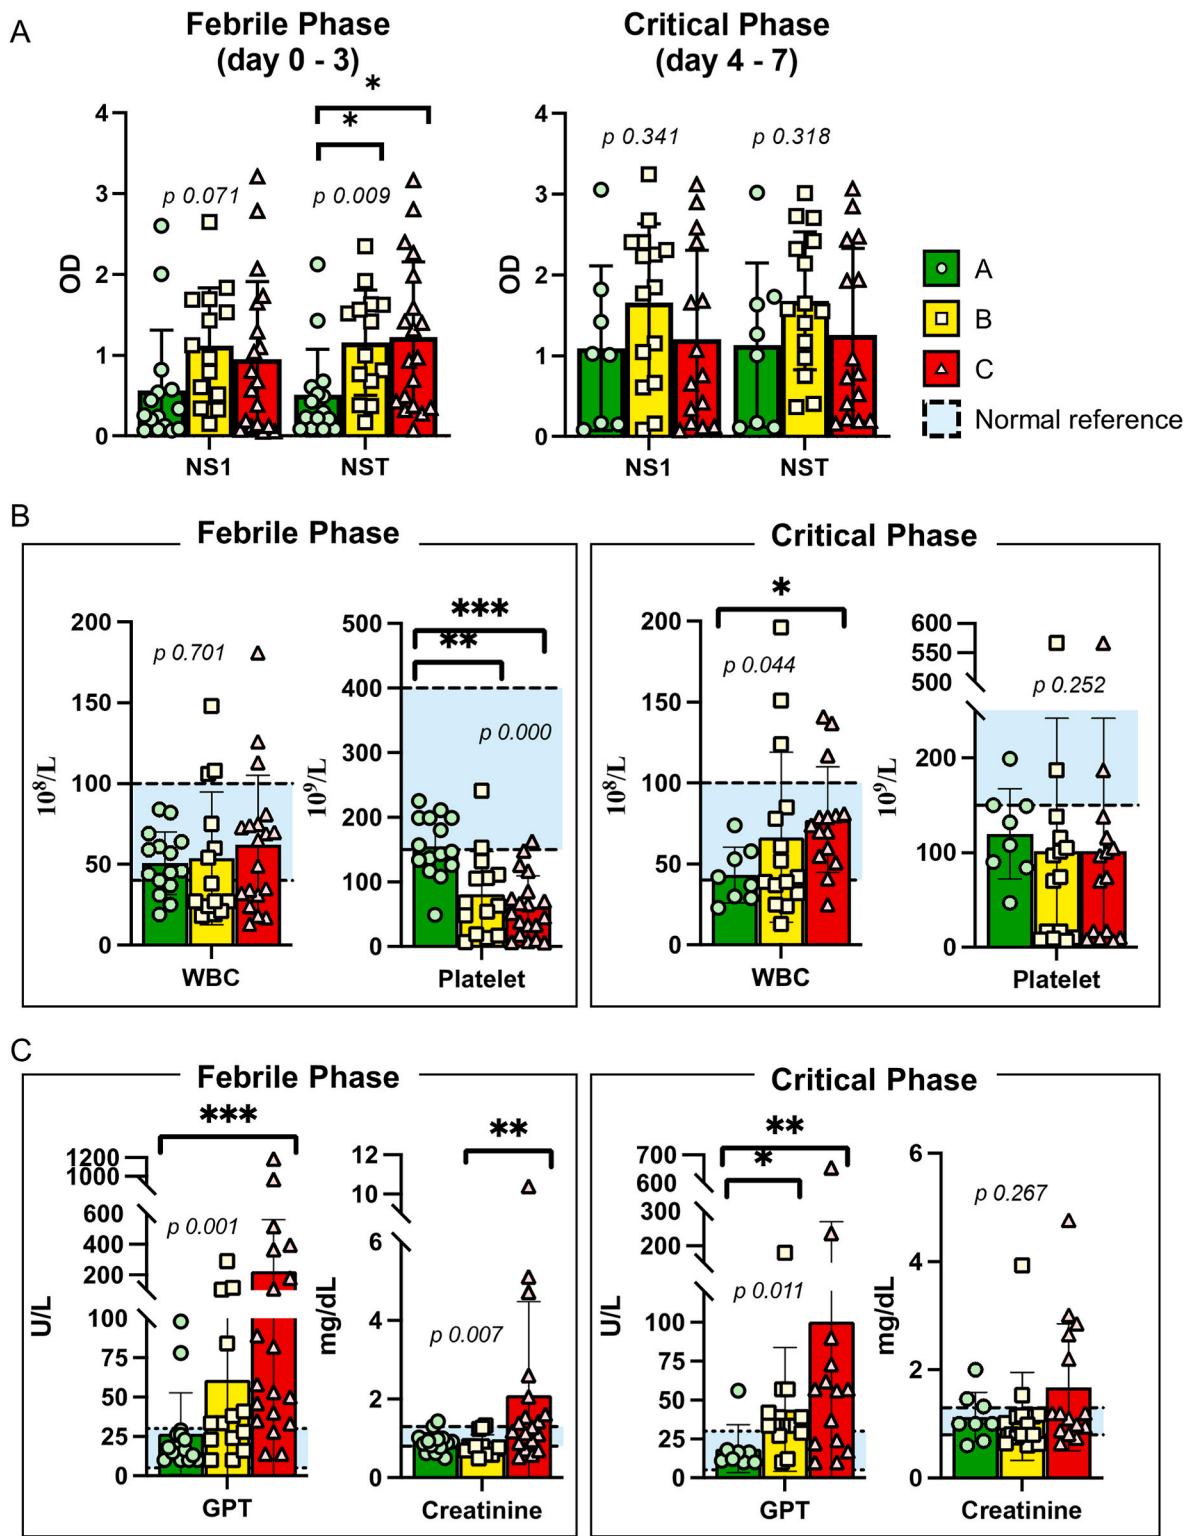 A
Febrile Phase
(day 0 - 3)
Critical Phase
(day 4 - 7)
*
*
4
3
2
1
0
OD
p 0.071
p 0.009
NS1
NST
4
3
2
1
0
OD
p 0.341
p 0.318
NS1
NST
A
B
C
Normal reference
B
Febrile Phase
Critical Phase
200
150
100
50
0
10⁸/L
p 0.701
WBC
500
400
300
200
100
0
10⁹/L
***
**
p 0.000
Platelet
200
150
100
50
0
10⁸/L
*
p 0.044
WBC
600
550
500
200
100
0
10⁹/L
p 0.252
Platelet
C
Febrile Phase
Critical Phase
1200
1000
600
400
200
100
75
50
25
0
U/L
***
p 0.001
GPT
12
10
6
4
2
0
mg/dL
**
p 0.007
Creatinine
700
600
300
200
100
75
50
25
0
U/L
**
*
p 0.011
GPT
6
4
2
0
mg/dL
p 0.267
Creatinine